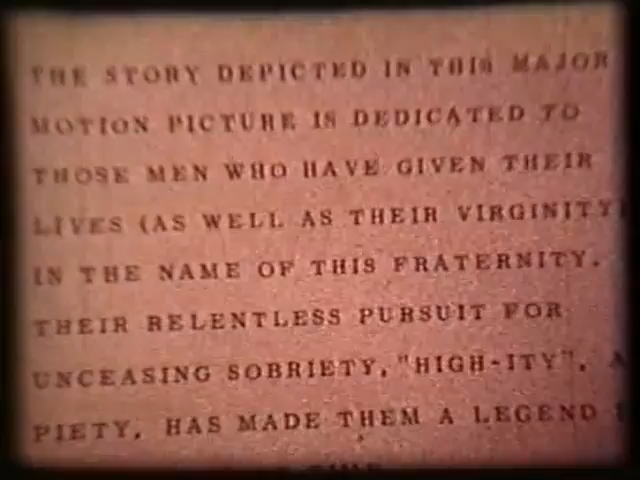 THE STORY DEPICTED IN THIS MAJOR
MOTION PICTURE IS DEDICATED TO
THOSE MEN WHO HAVE GIVEN THEIR
LIVES (AS WELL AS THEIR VIRGINITY)
IN THE NAME OF THIS FRATERNITY.
THEIR RELENTLESS PURSUIT FOR
UNCEASING SOBRIETY, "HIGH-ITY", A
PIETY, HAS MADE THEM A LEGEND